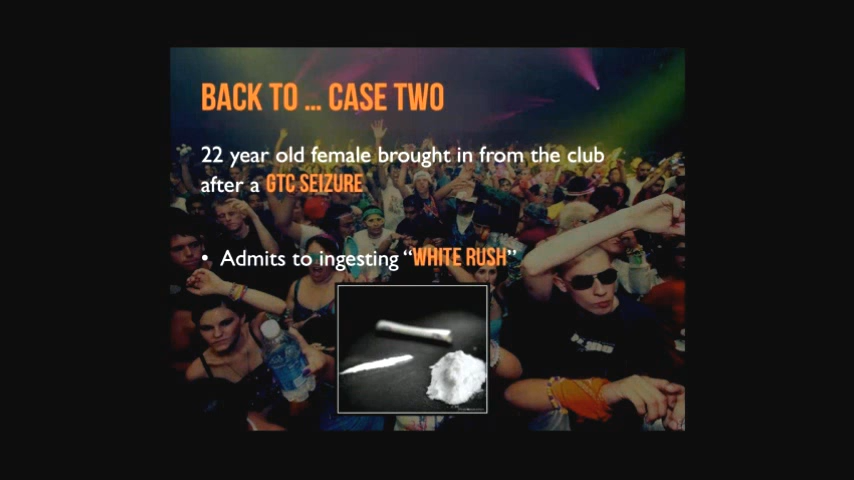 BACK TO ... CASE TWO
22 year old female brought in from the club
after a GTC SEIZURE
• Admits to ingesting “WHITE RUSH”